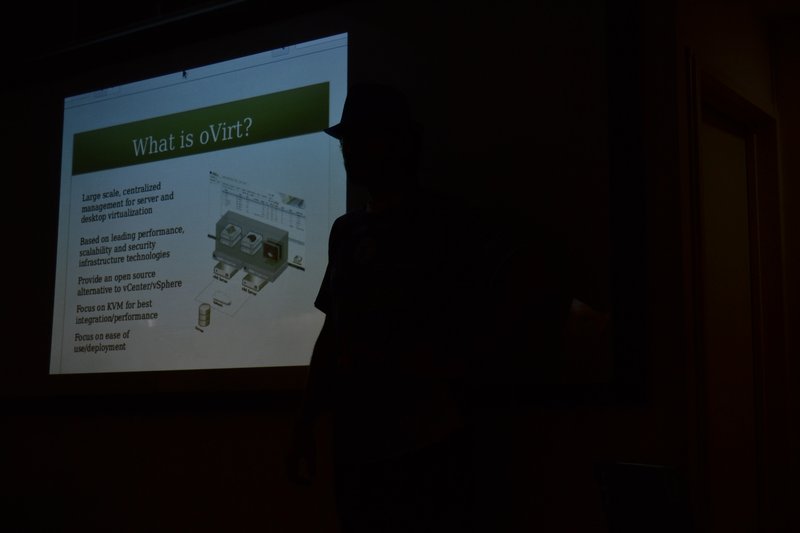 What is oVirt?
Large scale, centralized
management for server and
desktop virtualization
Based on leading performance,
scalability and security
infrastructure technologies
Provide an open source
alternative to vCenter/vSphere
Focus on KVM for best
integration/performance
Focus on ease of
use/deployment